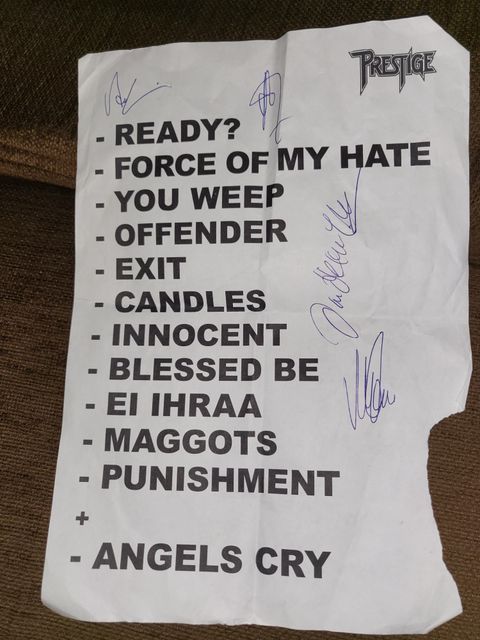 PRESTIGE
- READY?
- FORCE OF MY HATE
- YOU WEEP
- OFFENDER
- EXIT
- CANDLES
- INNOCENT
- BLESSED BE
- EI IHRAA
- MAGGOTS
- PUNISHMENT
+
- ANGELS CRY